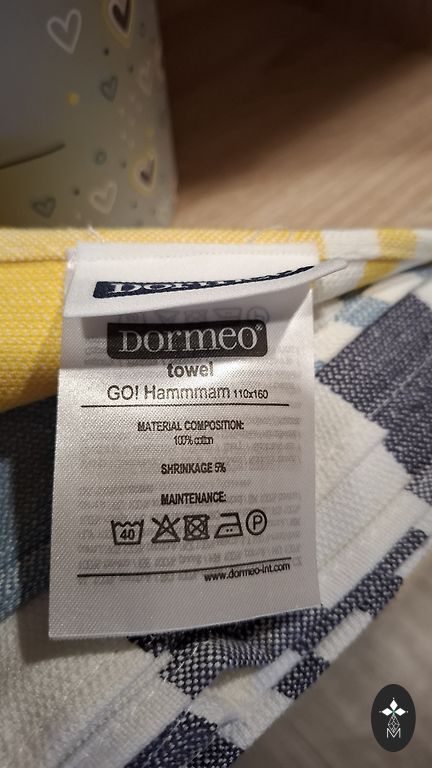 DORMEO®
towel
GO! Hammmam 110x160
MATERIAL COMPOSITION:
100% cotton
SHRINKAGE 5%
MAINTENANCE:
40 P
www.dormeo-int.com
M